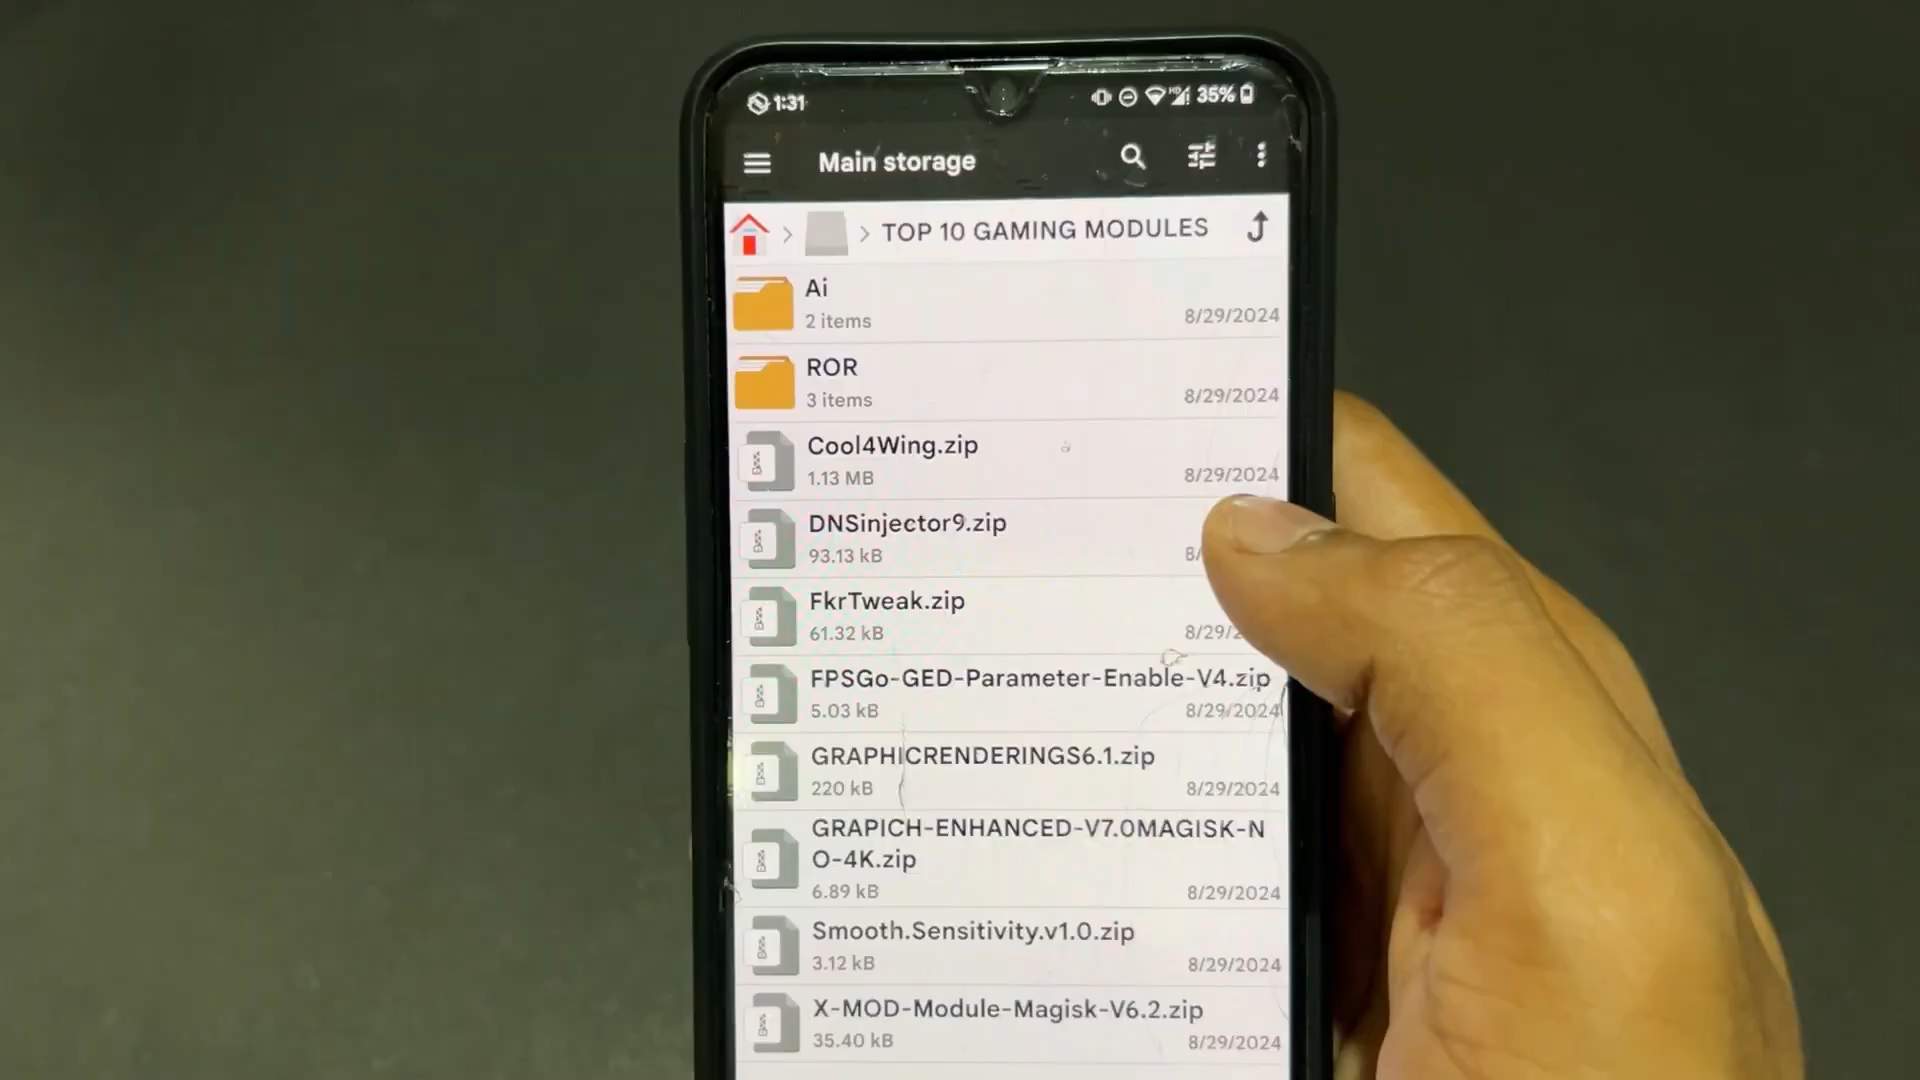 1:31
HD 35%
Main storage
TOP 10 GAMING MODULES
Ai
2 items
8/29/2024
ROR
3 items
8/29/2024
Cool4Wing.zip
1.13 MB
8/29/2024
DNSinjector9.zip
93.13 kB
8/
FkrTweak.zip
61.32 kB
8/29/2
FPSGo-GED-Parameter-Enable-V4.zip
5.03 kB
8/29/2024
GRAPHICRENDERINGS6.1.zip
220 kB
8/29/2024
GRAPICH-ENHANCED-V7.0MAGISK-N
O-4K.zip
6.89 kB
8/29/2024
Smooth.Sensitivity.v1.0.zip
3.12 kB
8/29/2024
X-MOD-Module-Magisk-V6.2.zip
35.40 kB
8/29/2024